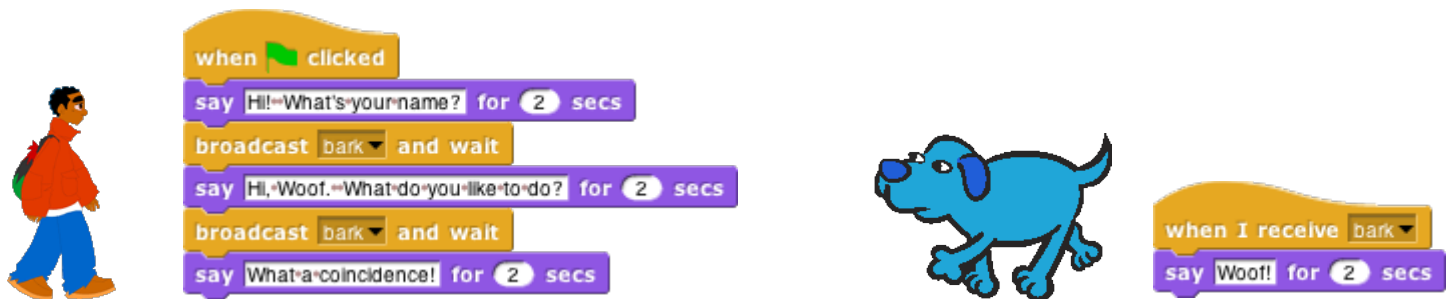 when clicked
say Hi! What's your name? for 2 secs
broadcast bark and wait
say Hi, Woof. What do you like to do? for 2 secs
broadcast bark and wait
say What a coincidence! for 2 secs
when I receive bark
say Woof! for 2 secs